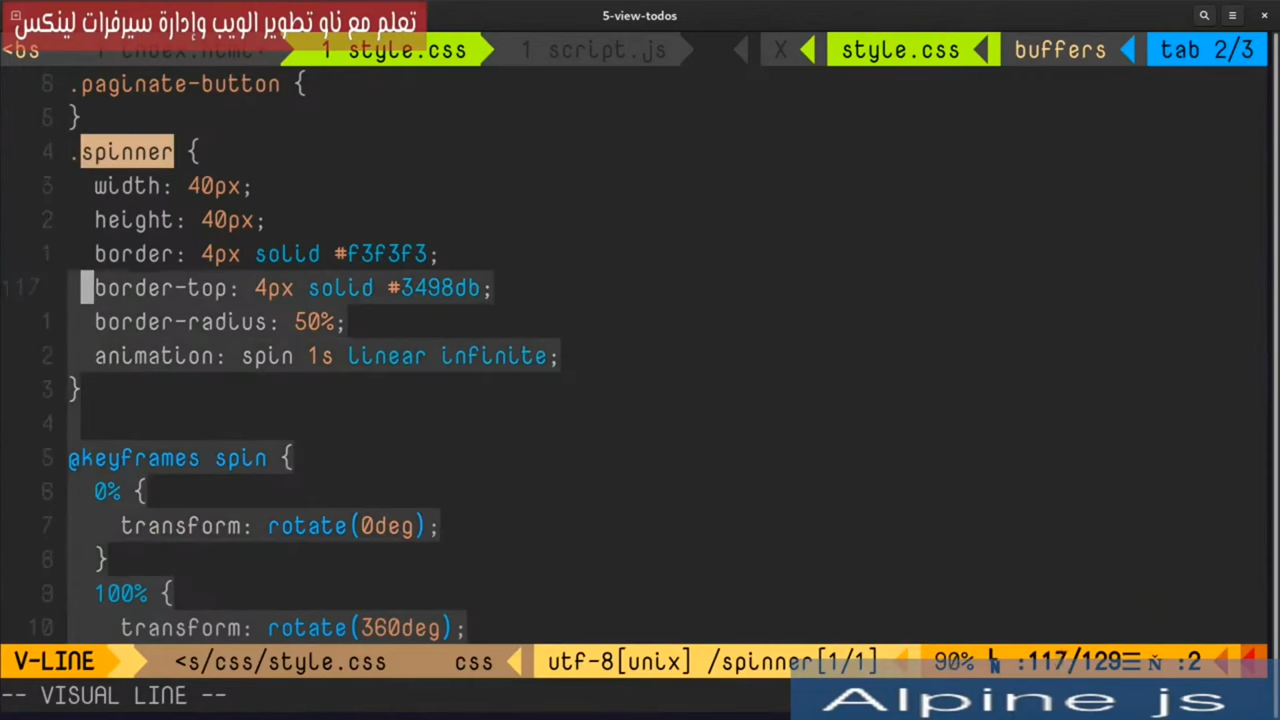 5-view-todos
تعلم مع ناو تطوير الويب وإدارة سيرفرات لينكس
<bs 1 index.html 1 style.css 1 script.js X style.css buffers tab 2/3
6 .paginate-button {
5 }
4 .spinner {
3 width: 40px;
2 height: 40px;
1 border: 4px solid #f3f3f3;
117 border-top: 4px solid #3498db;
1 border-radius: 50%;
2 animation: spin 1s linear infinite;
3 }
4
5 @keyframes spin {
6 0% {
7 transform: rotate(0deg);
8 }
9 100% {
10 transform: rotate(360deg);
V-LINE <s/css/style.css css utf-8[unix] /spinner[1/1] 90% :117/129☰ :2
-- VISUAL LINE --
Alpine js